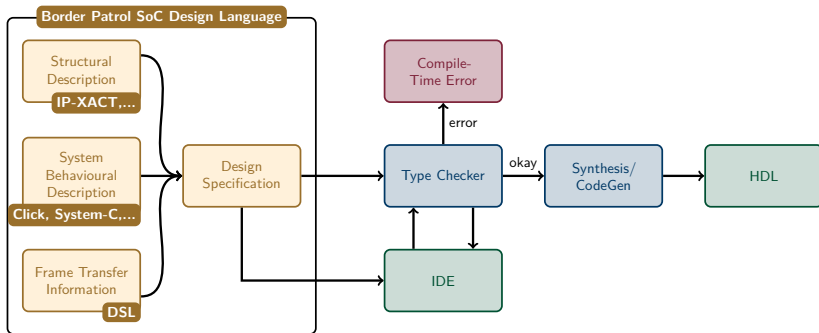 Border Patrol SoC Design Language
Structural
Description
IP-XACT,...
System
Behavioural
Description
Click, System-C,...
Frame Transfer
Information
DSL
Design
Specification
Compile-
Time Error
error
Type Checker
okay
Synthesis/
CodeGen
HDL
IDE